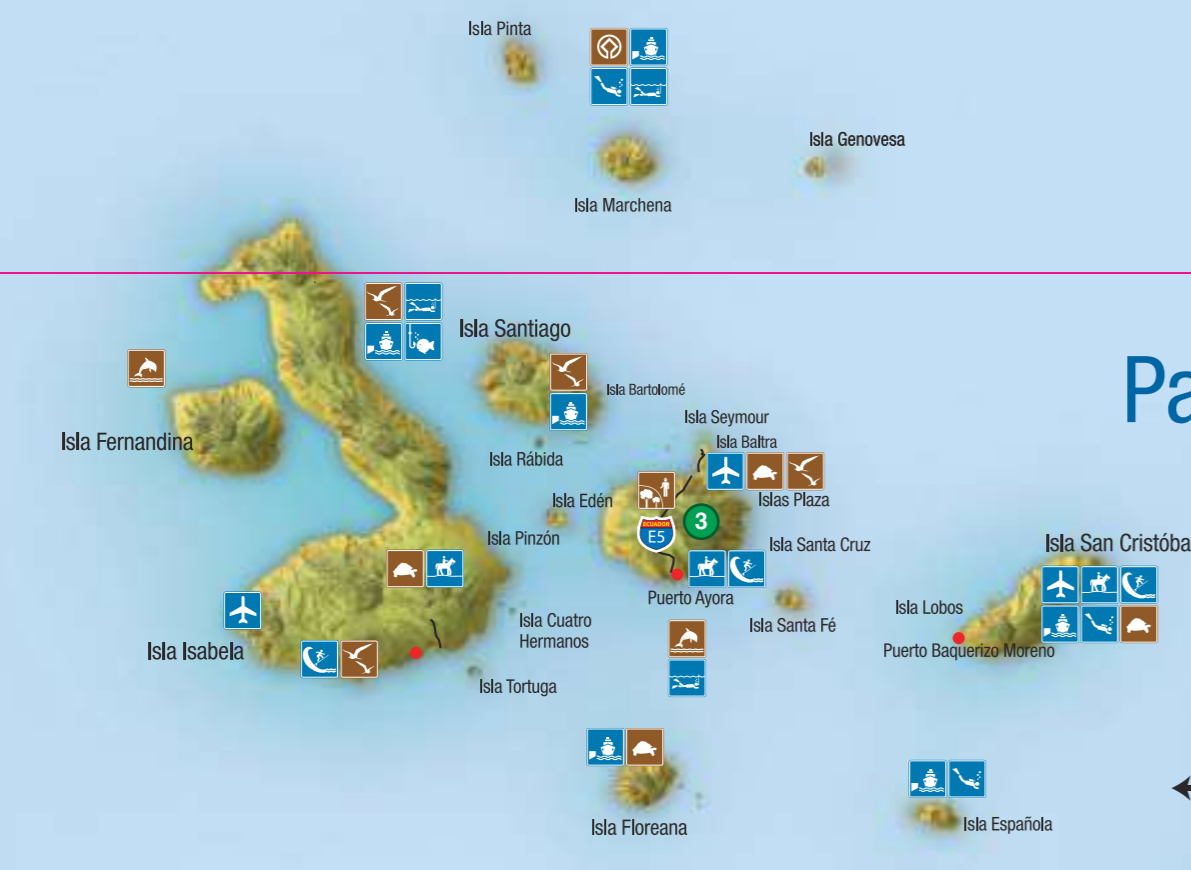 Isla Pinta
Isla Genovesa
Isla Marchena
Isla Santiago
Isla Bartolomé
Pa
Isla Seymour
Isla Fernandina
Isla Baltra
Isla Rábida
Isla Edén
Islas Plaza
3
ECUADOR
E5
Isla Pinzón
Isla Santa Cruz
Isla San Cristóba
Puerto Ayora
Isla Lobos
Isla Cuatro
Hermanos
Isla Santa Fé
Isla Isabela
Puerto Baquerizo Moreno
Isla Tortuga
Isla Floreana
Isla Española